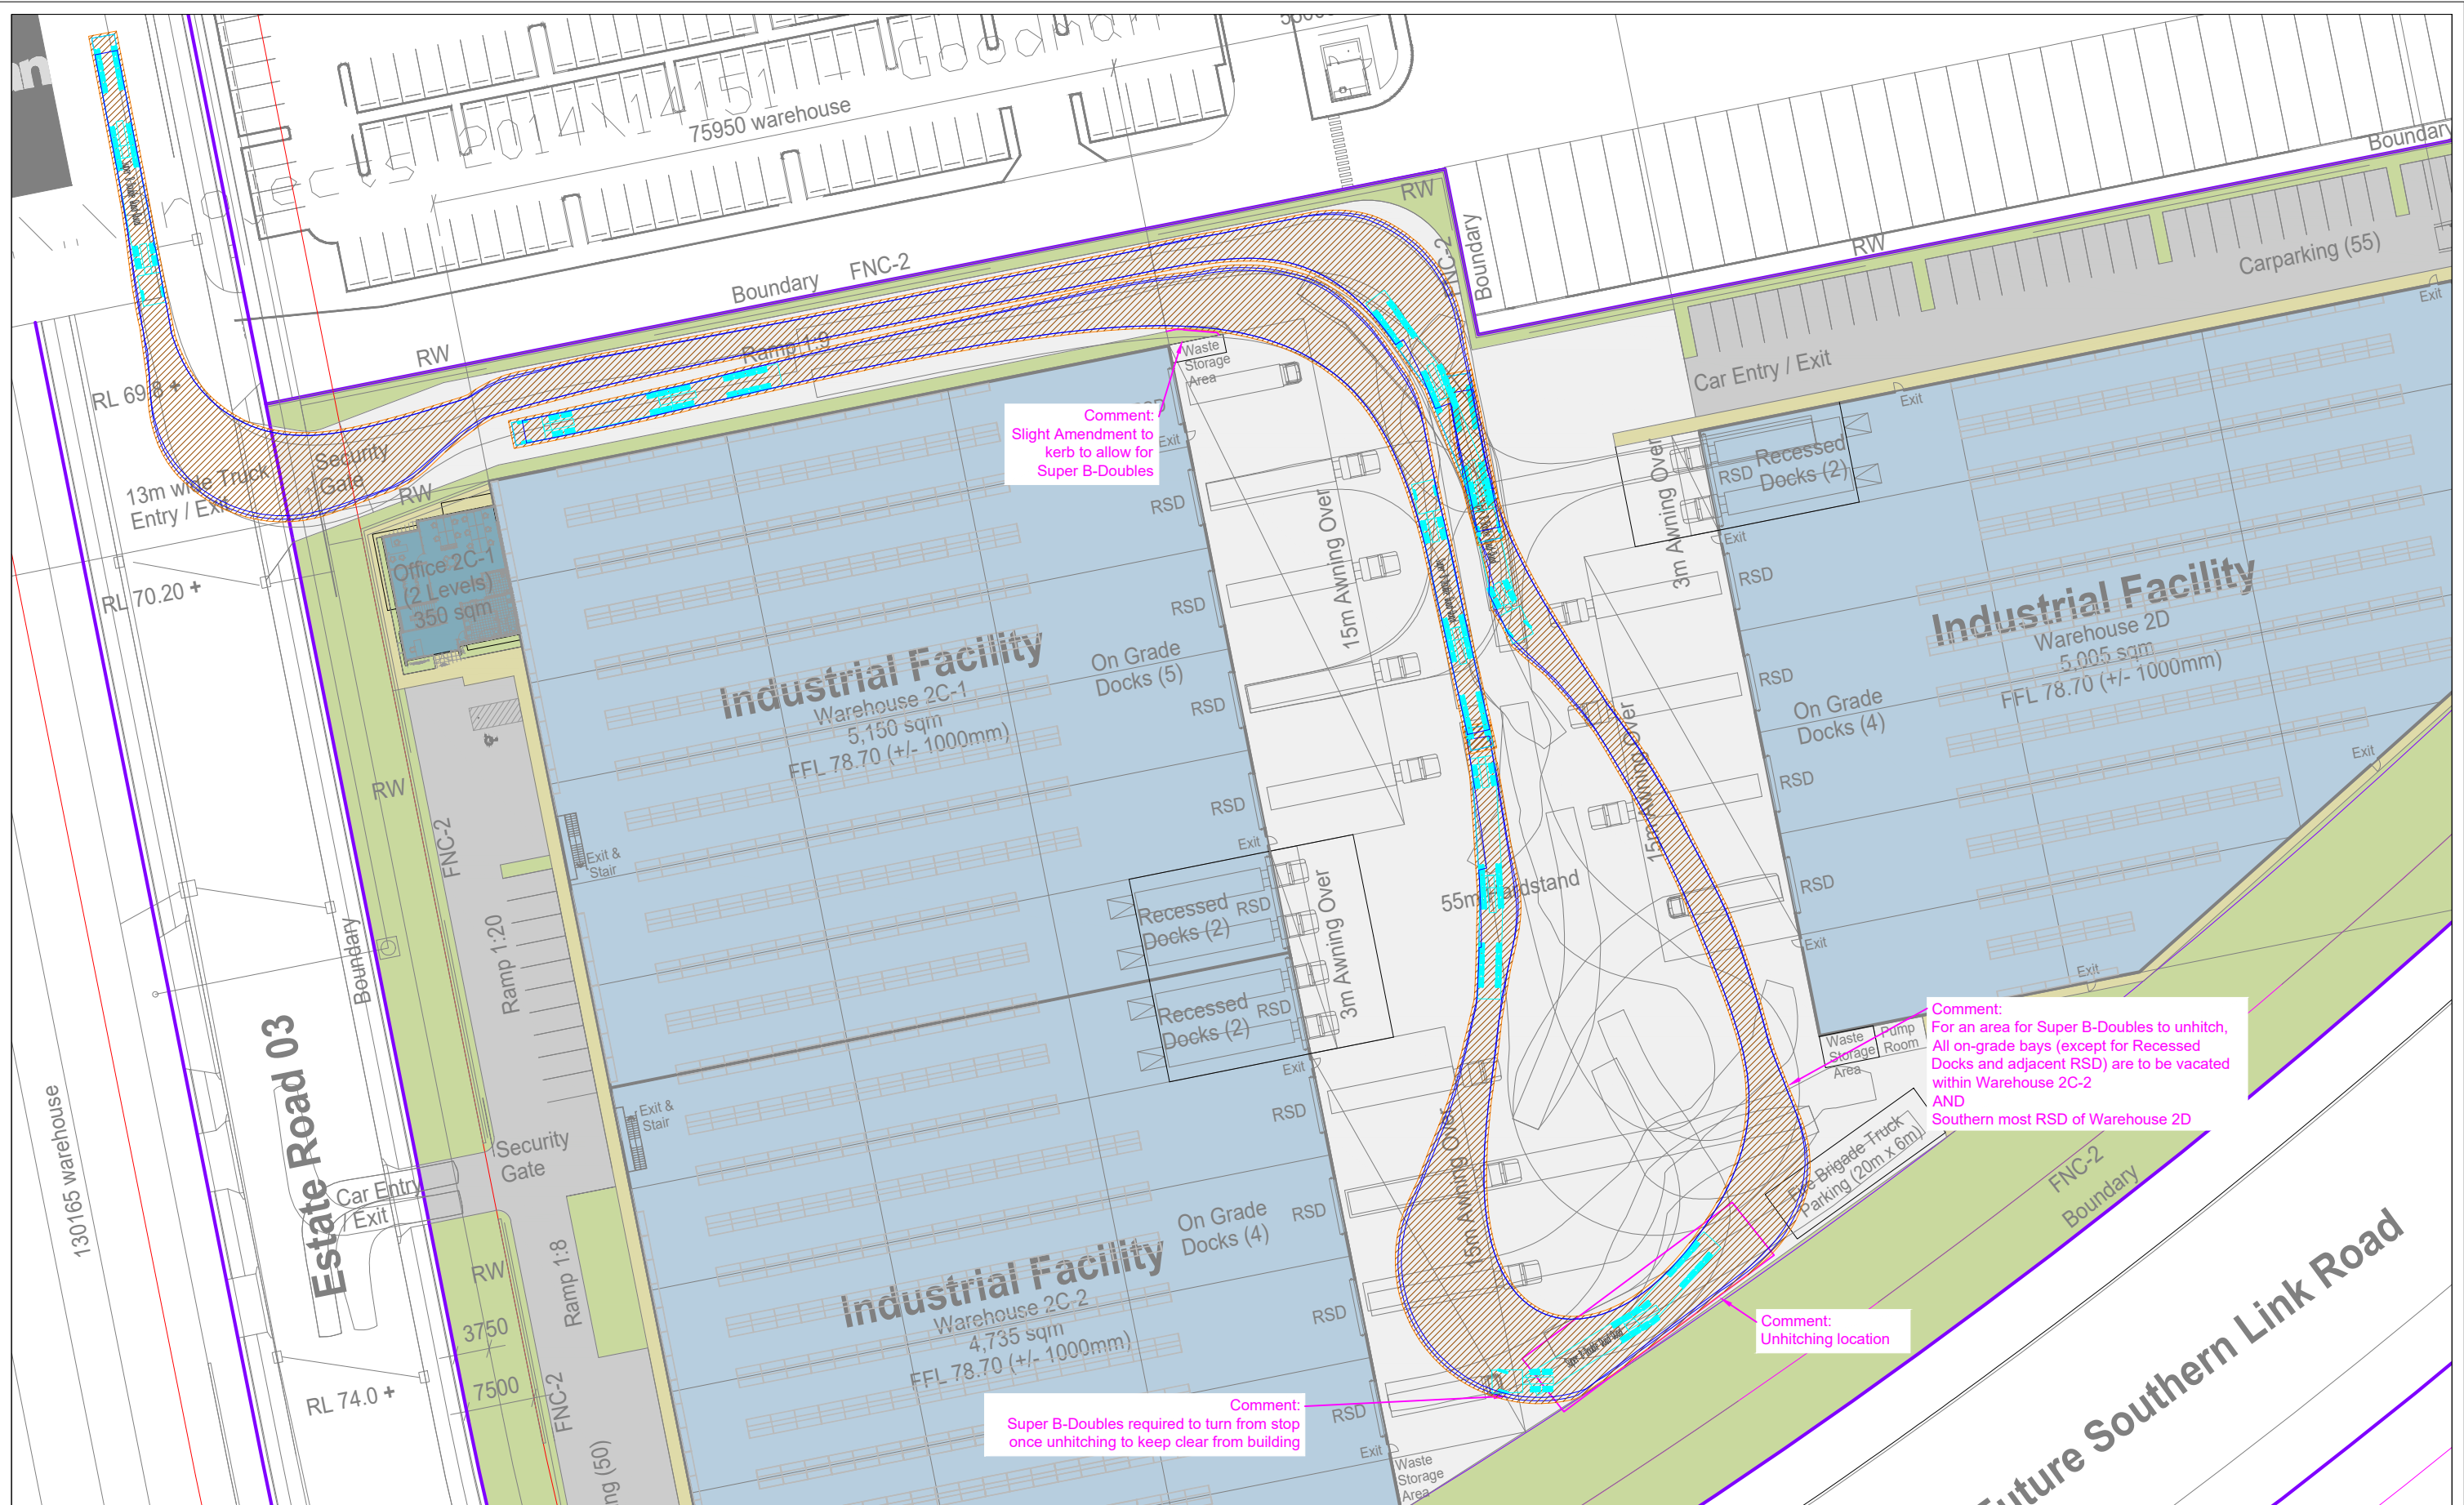 75950 warehouse
Boundary
RW
Boundary
FNC-2
RW
Carparking (55)
Boundary
FNC-2
Exit
RW
Ramp 1:9
Waste
Storage
Area
Car Entry / Exit
RL 69.8 +
Comment:
Slight Amendment to
kerb to allow for
Super B-Doubles
Exit
Exit
Security
Gate
13m wide Truck
Entry / Exit
RW
RSD
Recessed
Docks (2)
RSD
3m Awning Over
Exit
15m Awning Over
RL 70.20 +
Office 2C-1
(2 Levels)
350 sqm
RSD
RSD
Industrial Facility
Warehouse 2D
5,005 sqm
FFL 78.70 (+/- 1000mm)
Industrial Facility
Warehouse 2C-1
5,150 sqm
FFL 78.70 (+/- 1000mm)
On Grade
Docks (5)
RSD
RSD
On Grade
Docks (4)
RSD
Exit
RW
FNC-2
RSD
Exit
15m Awning Over
RSD
Exit &
Stair
55m Hardstand
Recessed
Docks (2)
RSD
3m Awning Over
Exit
Exit
Ramp 1:20
Boundary
Recessed
Docks (2)
RSD
Exit
Estate Road 03
130165 warehouse
Comment:
For an area for Super B-Doubles to unhitch,
All on-grade bays (except for Recessed
Docks and adjacent RSD) are to be vacated
within Warehouse 2C-2
AND
Southern most RSD of Warehouse 2D
Waste
Storage
Area
Pump
Room
Exit &
Stair
RSD
Security
Gate
Car Entry
/ Exit
15m Awning Over
Fire Brigade Truck
Parking (20m x 6m)
FNC-2
Boundary
On Grade
Docks (4)
RSD
Industrial Facility
Warehouse 2C-2
4,735 sqm
FFL 78.70 (+/- 1000mm)
RW
Ramp 1:8
RSD
Comment:
Unhitching location
3750
7500
RL 74.0 +
FNC-2
Comment:
Super B-Doubles required to turn from stop
once unhitching to keep clear from building
RSD
Exit
Waste
Storage
Area
Future Southern Link Road